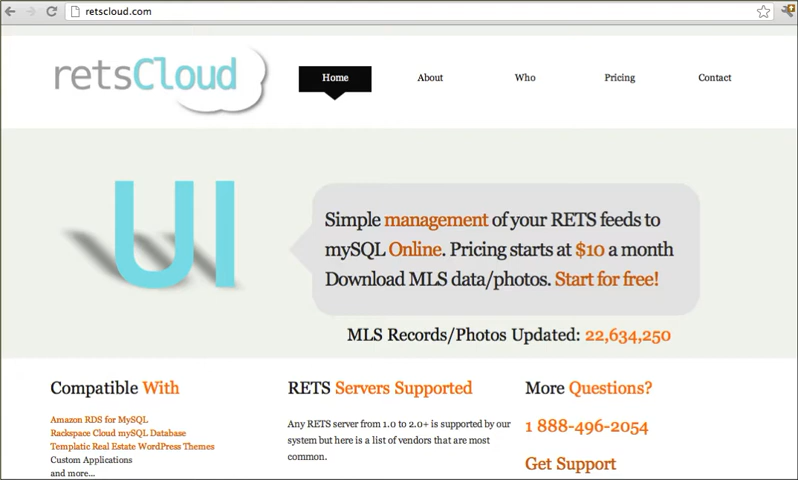 retscloud.com
retsCloud
Home About Who Pricing Contact
UI
Simple management of your RETS feeds to
mySQL Online. Pricing starts at $10 a month
Download MLS data/photos. Start for free!
MLS Records/Photos Updated: 22,634,250
Compatible With
Amazon RDS for MySQL
Rackspace Cloud mySQL Database
Templatic Real Estate WordPress Themes
Custom Applications
and more...
RETS Servers Supported
Any RETS server from 1.0 to 2.0+ is supported by our
system but here is a list of vendors that are most
common.
More Questions?
1 888-496-2054
Get Support